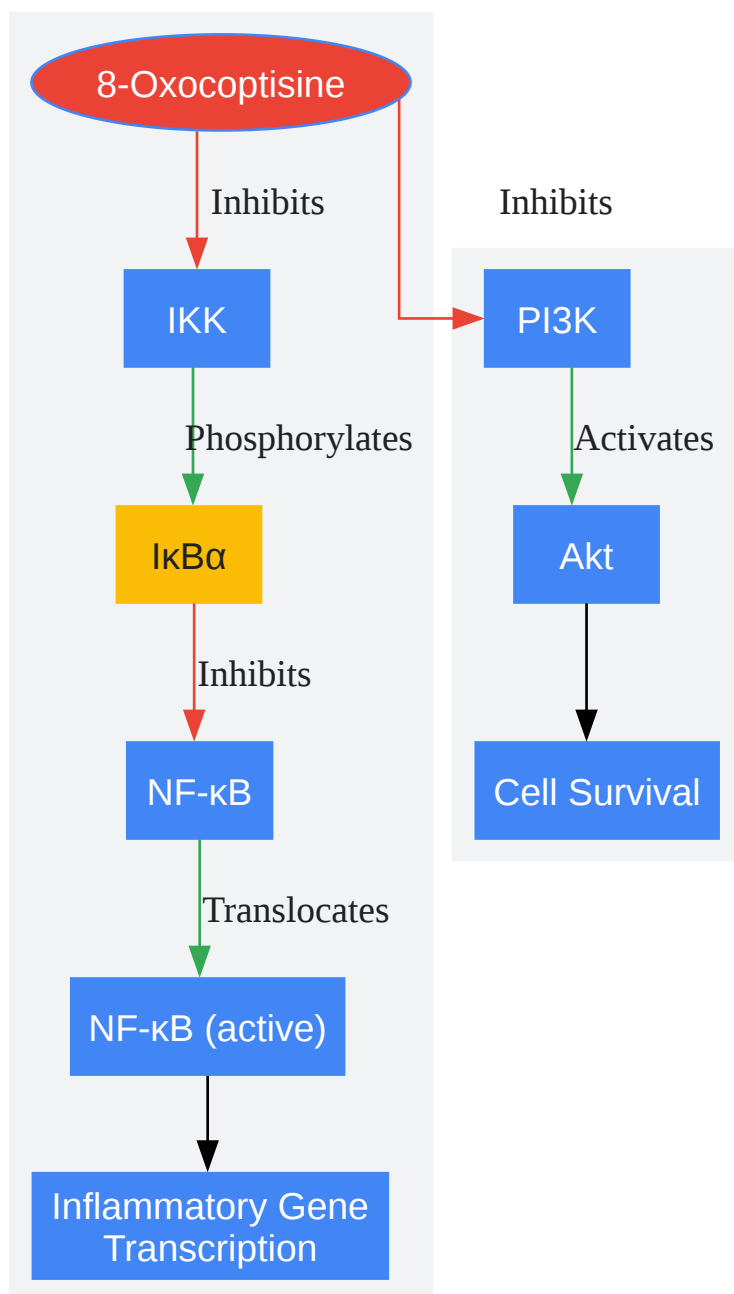 8-Oxocoptisine
Inhibits
Inhibits
IKK
PI3K
Phosphorylates
Activates
IκBα
Akt
Inhibits
NF-κB
Cell Survival
Translocates
NF-κB (active)
Inflammatory Gene
Transcription